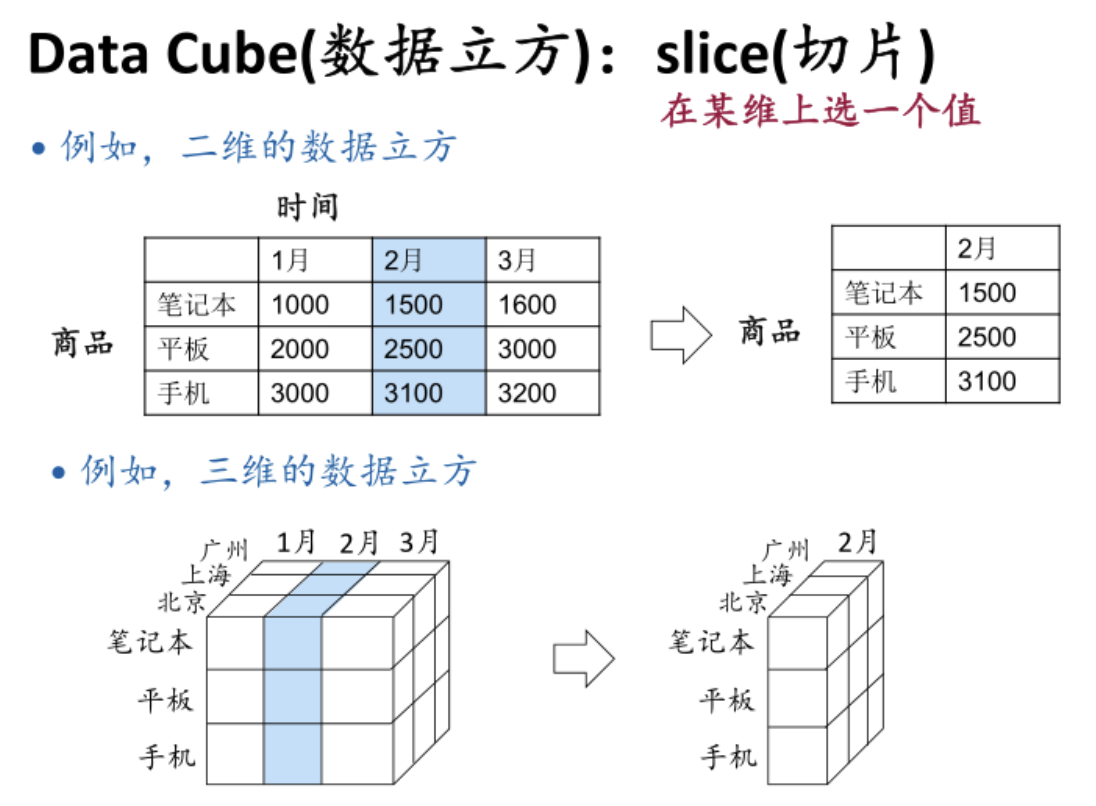 Data Cube(数据立方)：slice(切片)
在某维上选一个值
• 例如，二维的数据立方
时间
1月 2月 3月
笔记本 1000 1500 1600
商品 平板 2000 2500 3000
手机 3000 3100 3200
2月
笔记本 1500
商品 平板 2500
手机 3100
• 例如，三维的数据立方
广州 1月 2月 3月
上海
北京
笔记本
平板
手机
广州 2月
上海
北京
笔记本
平板
手机